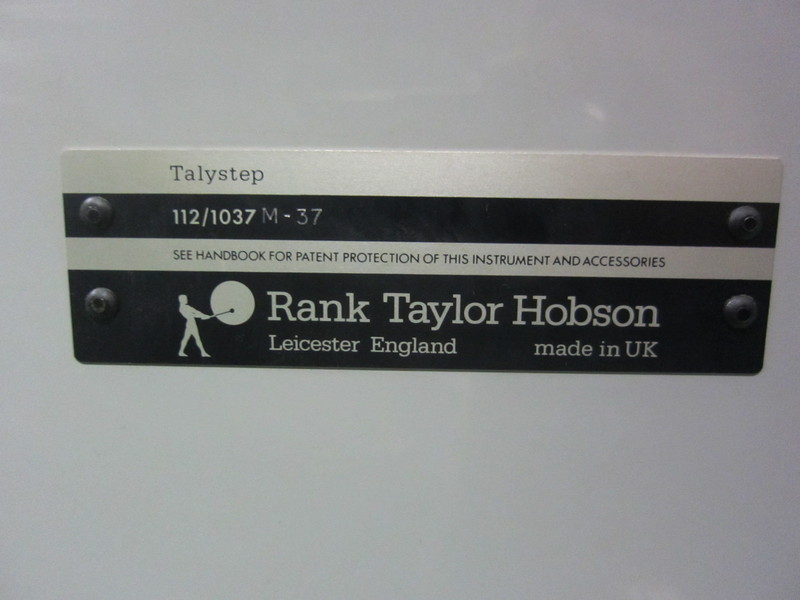 Talystep
112/1037 M-37
SEE HANDBOOK FOR PATENT PROTECTION OF THIS INSTRUMENT AND ACCESSORIES
Rank Taylor Hobson
Leicester England made in UK